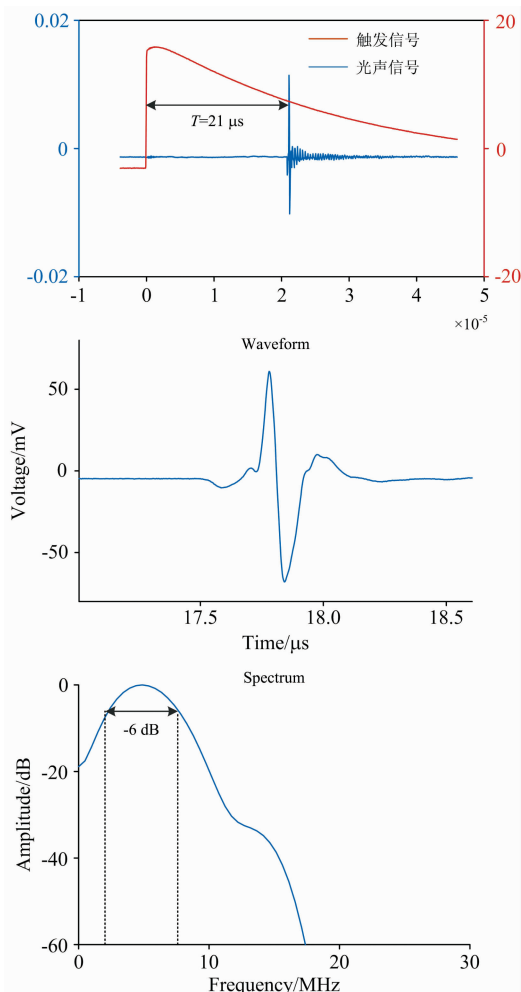 0.02
20
触发信号
光声信号
T=21 μs
0
0
-0.02
-20
-1
0
1
2
3
4
5
×10-5
Waveform
50
0
-50
Voltage/mV
17.5
18.0
18.5
Time/μs
Spectrum
0
-6 dB
-20
-40
-60
Amplitude/dB
0
10
20
30
Frequency/MHz